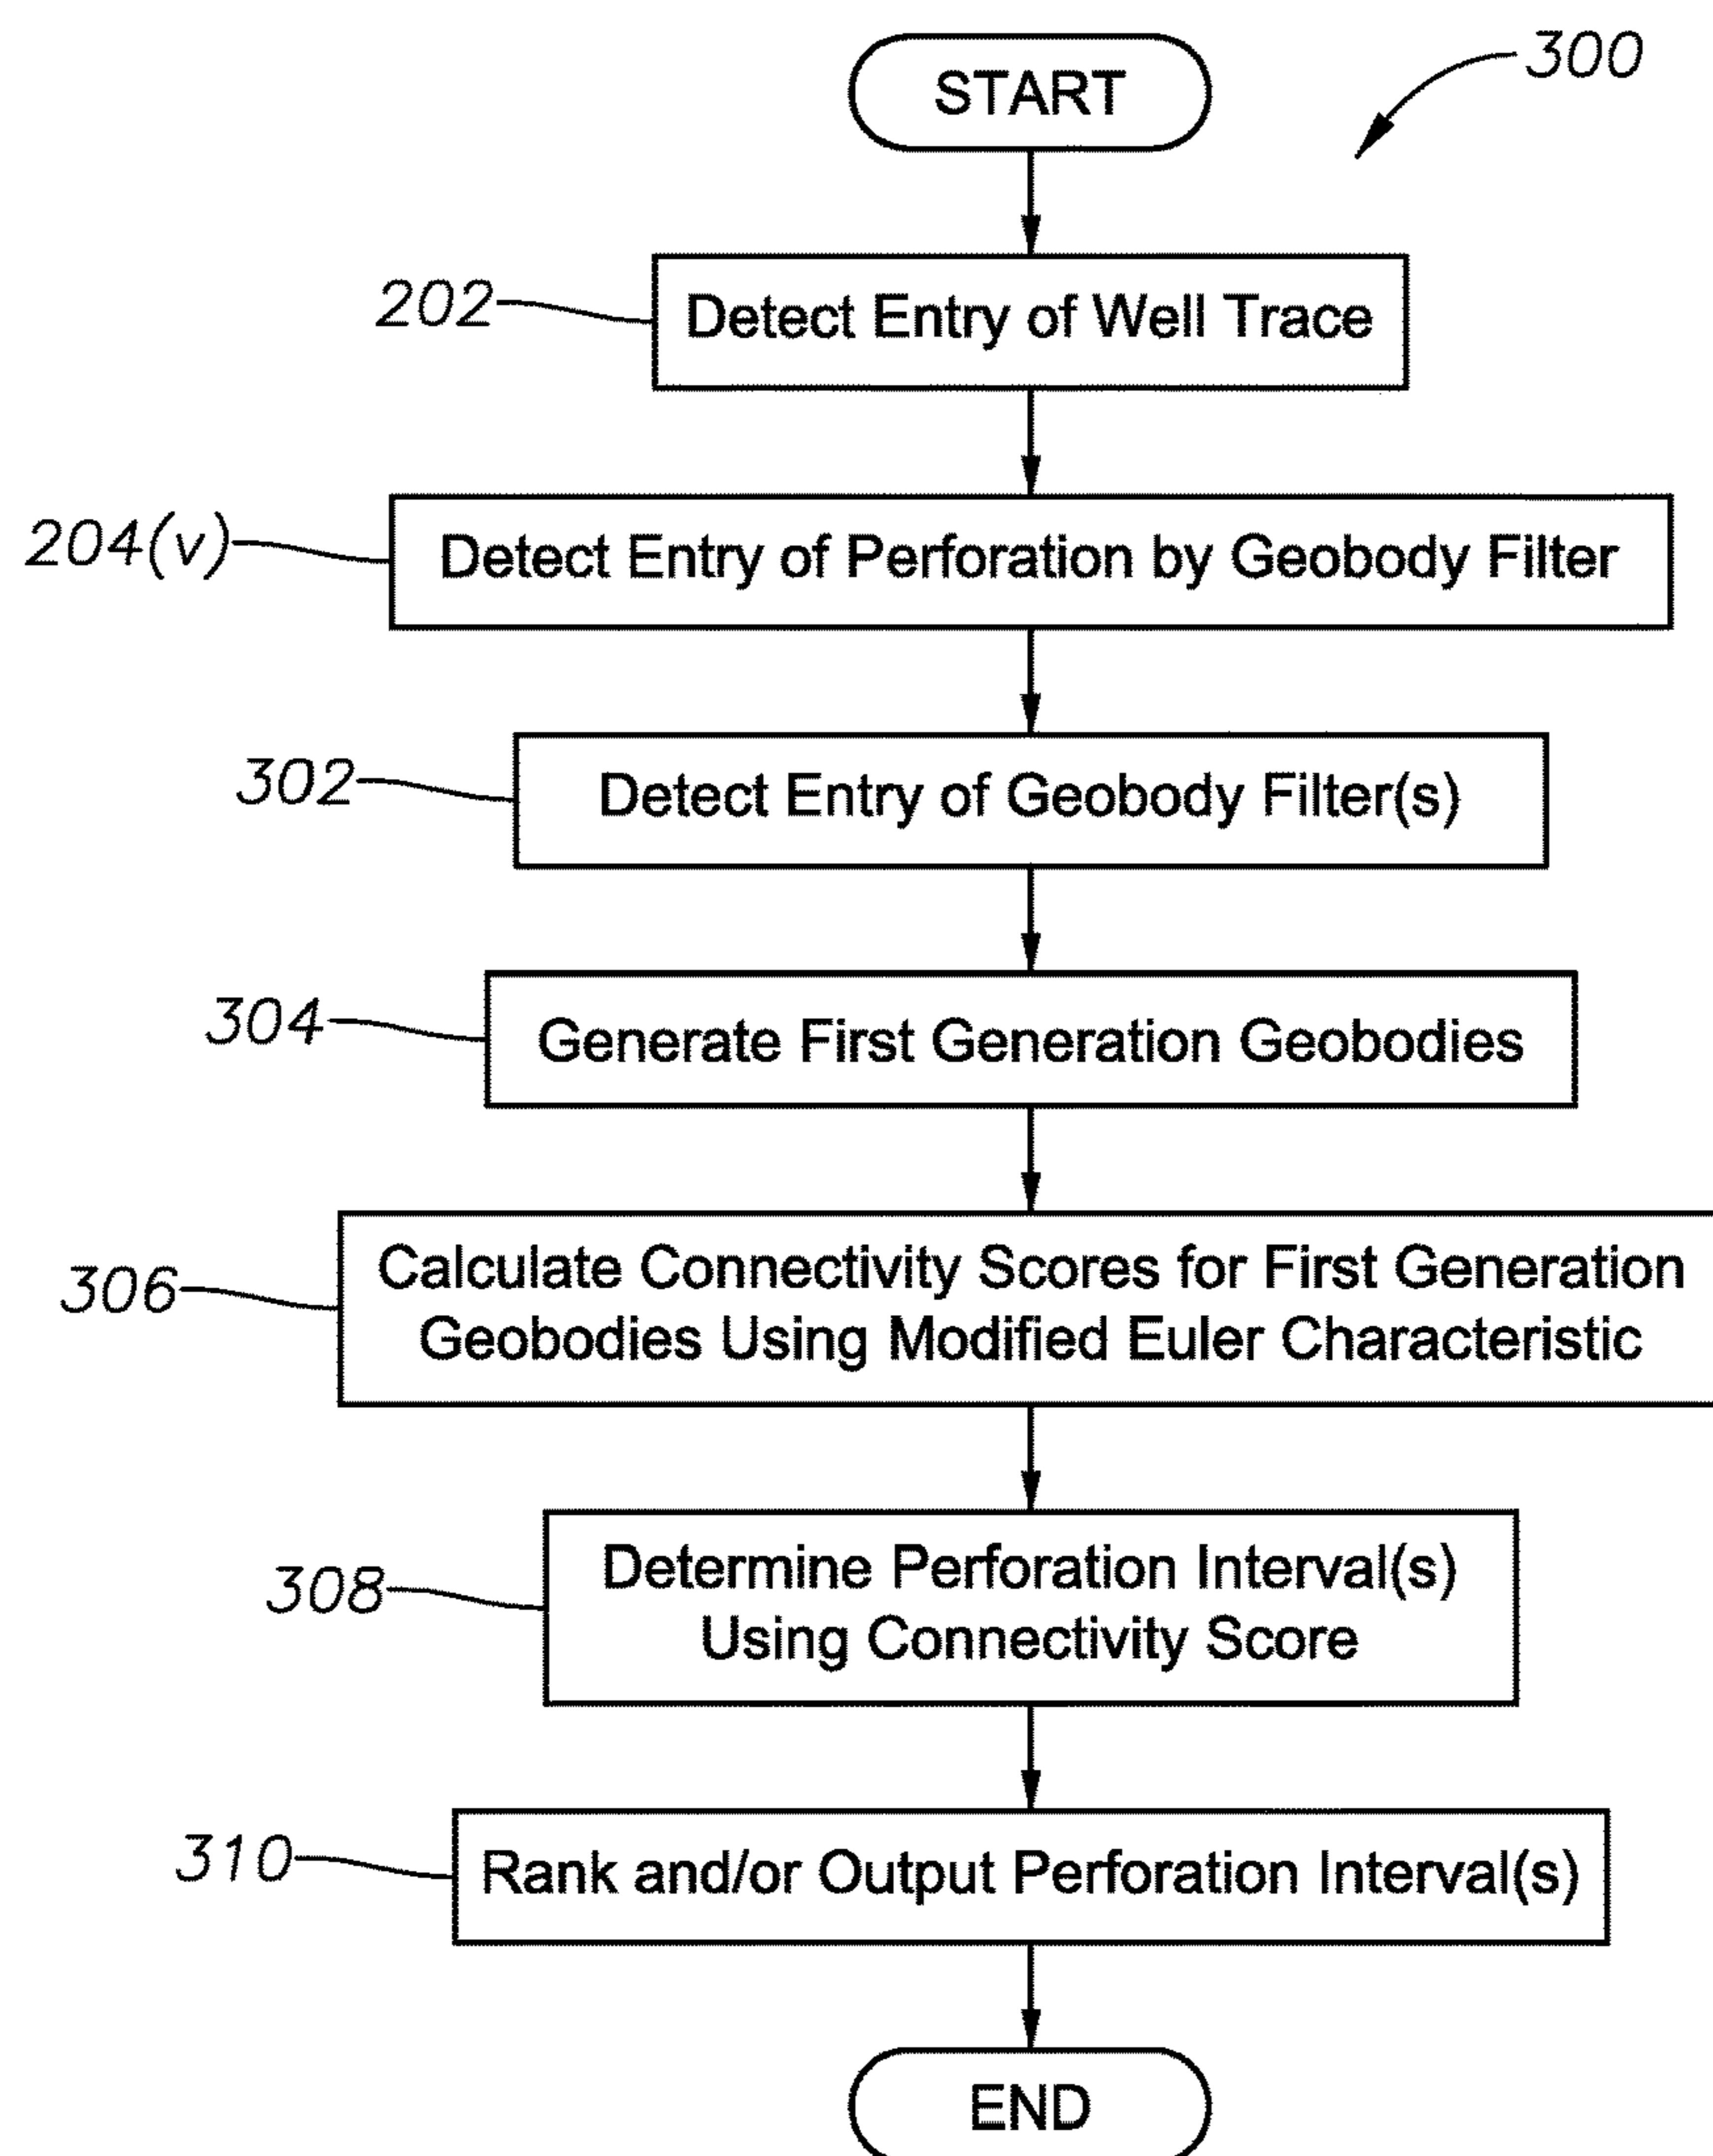 START
300
202
Detect Entry of Well Trace
204(v)
Detect Entry of Perforation by Geobody Filter
302
Detect Entry of Geobody Filter(s)
304
Generate First Generation Geobodies
306
Calculate Connectivity Scores for First Generation
Geobodies Using Modified Euler Characteristic
308
Determine Perforation Interval(s)
Using Connectivity Score
310
Rank and/or Output Perforation Interval(s)
END